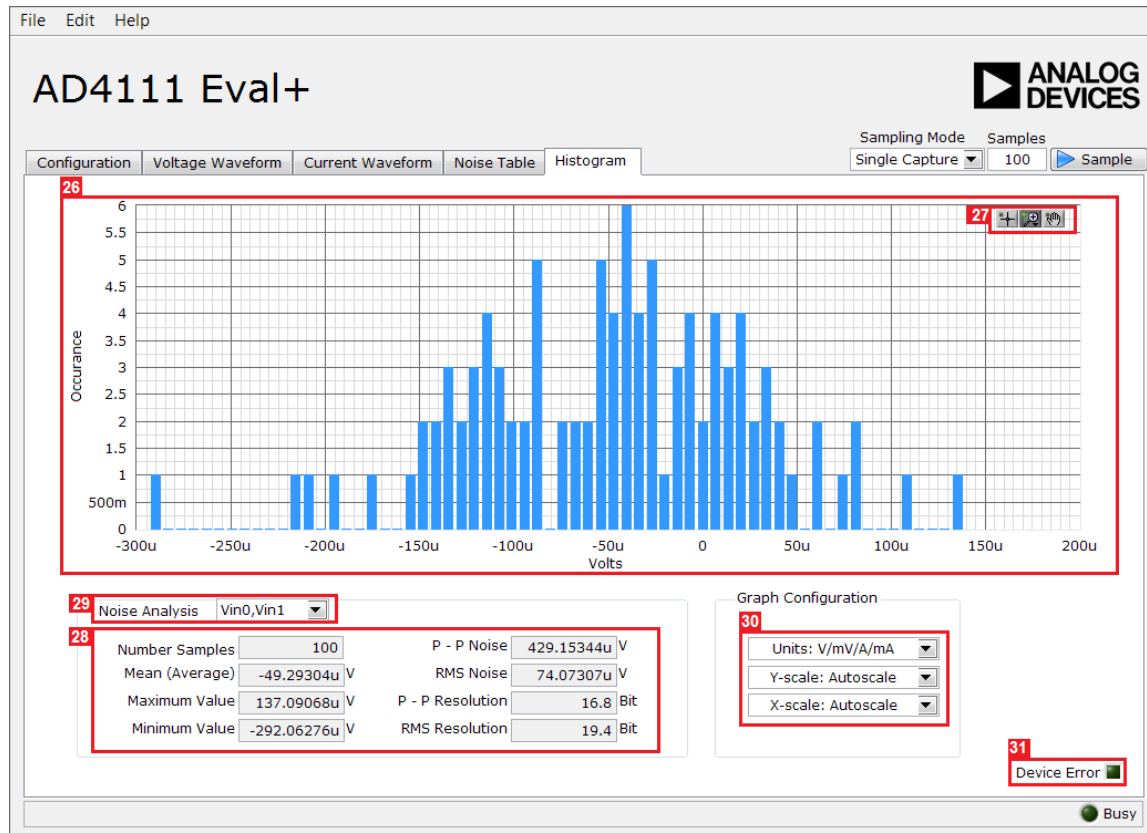 File Edit Help
AD4111 Eval+
ANALOG
DEVICES
Sampling Mode Samples
Configuration Voltage Waveform Current Waveform Noise Table Histogram Single Capture 100 Sample
26
27
6
5.5
5
4.5
4
3.5
3
2.5
2
1.5
1
500m
0
Occurance
-300u -250u -200u -150u -100u -50u 0 50u 100u 150u 200u
Volts
29 Noise Analysis Vin0,Vin1
28
Number Samples 100 P - P Noise 429.15344u V
Mean (Average) -49.29304u V RMS Noise 74.07307u V
Maximum Value 137.09068u V P - P Resolution 16.8 Bit
Minimum Value -292.06276u V RMS Resolution 19.4 Bit
Graph Configuration
30
Units: V/mV/A/mA
Y-scale: Autoscale
X-scale: Autoscale
31
Device Error
Busy